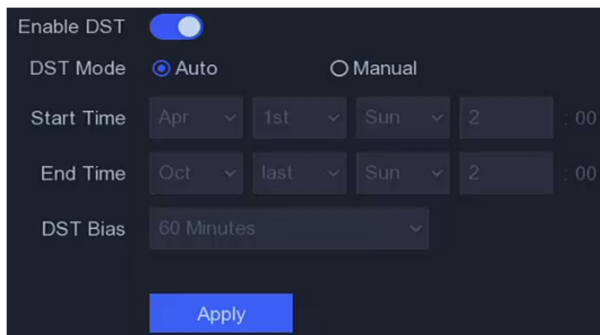 Enable DST
DST Mode Auto Manual
Start Time Apr 1st Sun 2 : 00
End Time Oct last Sun 2 : 00
DST Bias 60 Minutes
Apply